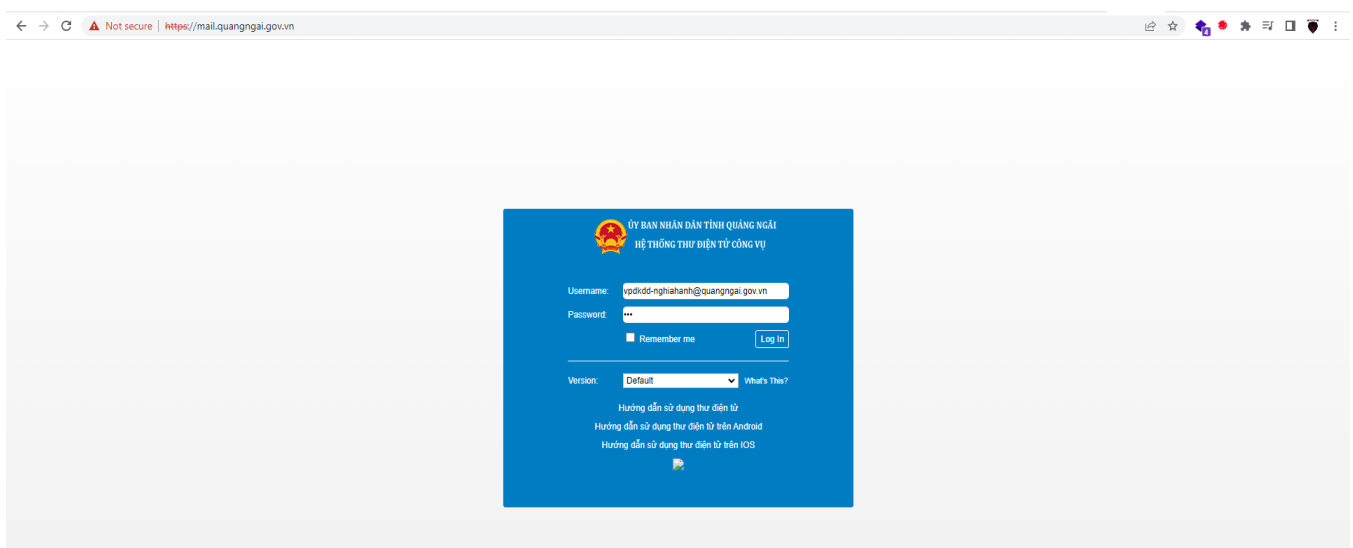 Not secure | https://mail.quangngai.gov.vn
4
ỦY BAN NHÂN DÂN TỈNH QUẢNG NGÃI
HỆ THỐNG THƯ ĐIỆN TỬ CÔNG VỤ
Username: vpdkdd-nghiahanh@quangngai.gov.vn
Password: •••
Remember me Log In
Version: Default What's This?
Hướng dẫn sử dụng thư điện tử
Hướng dẫn sử dụng thư điện tử trên Android
Hướng dẫn sử dụng thư điện tử trên IOS